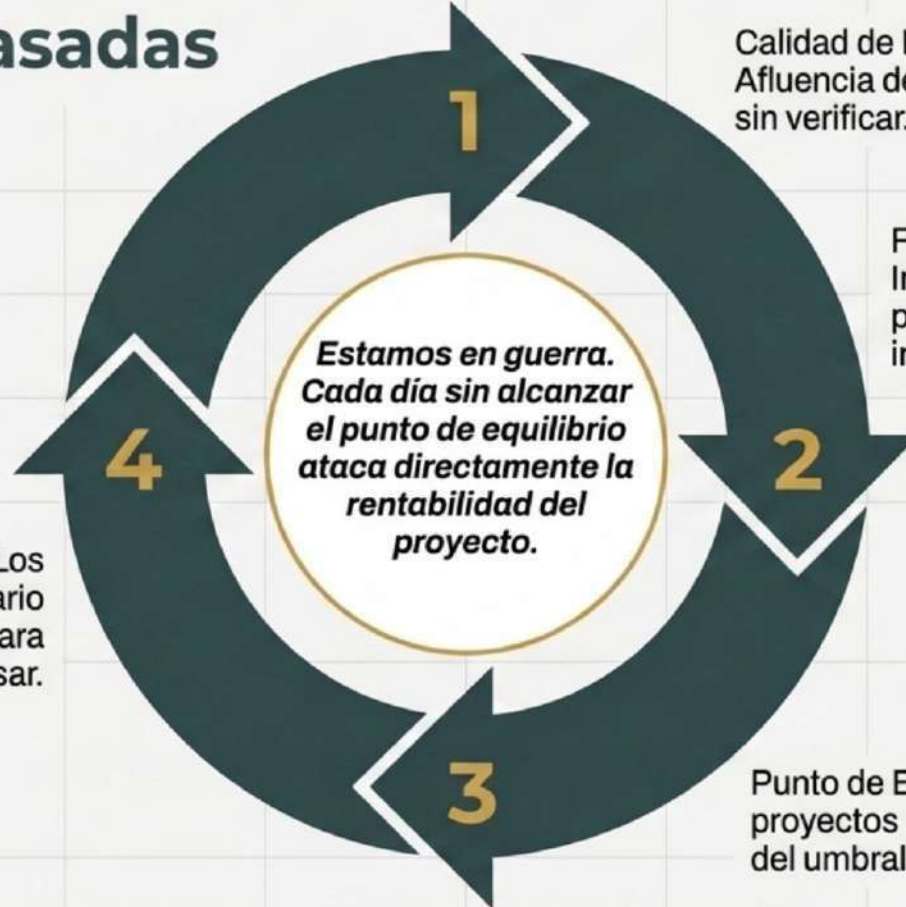 asadas
1
Calidad de
Afluencia de
sin verificar.
2
Estamos en guerra.
Cada día sin alcanzar
el punto de equilibrio
ataca directamente la
rentabilidad del
proyecto.
4
Los
ario
ara
sar.
3
Punto de E
proyectos
del umbral